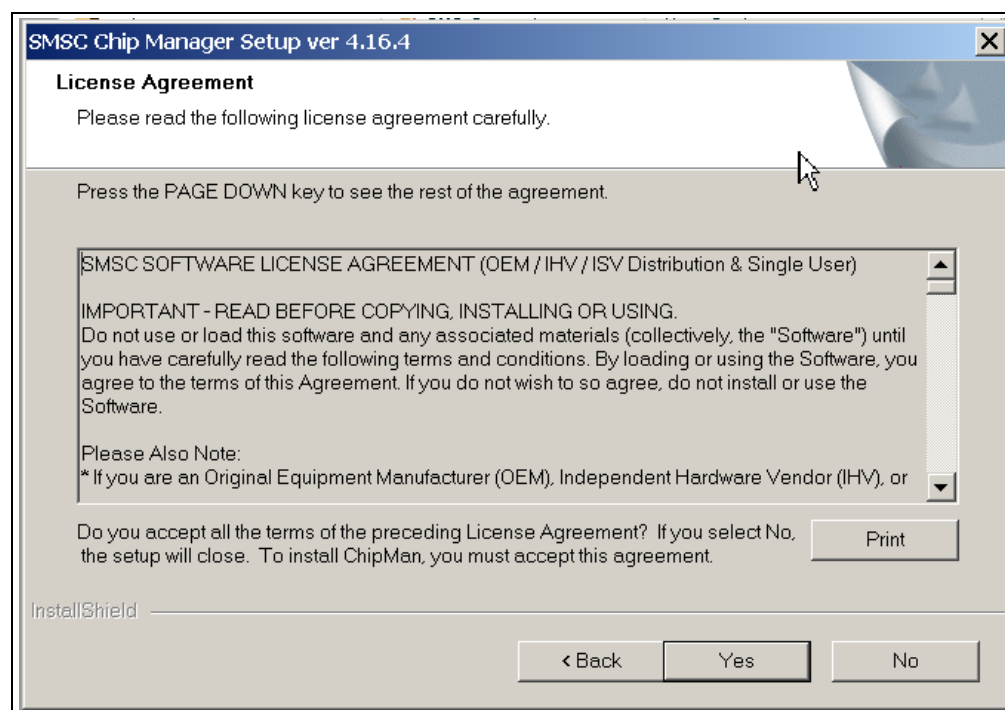 SMSC Chip Manager Setup ver 4.16.4
License Agreement
Please read the following license agreement carefully.
Press the PAGE DOWN key to see the rest of the agreement.
SMSC SOFTWARE LICENSE AGREEMENT (OEM / IHV / ISV Distribution & Single User)
IMPORTANT - READ BEFORE COPYING, INSTALLING OR USING.
Do not use or load this software and any associated materials (collectively, the "Software") until
you have carefully read the following terms and conditions. By loading or using the Software, you
agree to the terms of this Agreement. If you do not wish to so agree, do not install or use the
Software.
Please Also Note:
* If you are an Original Equipment Manufacturer (OEM), Independent Hardware Vendor (IHV), or
Do you accept all the terms of the preceding License Agreement? If you select No,
the setup will close. To install ChipMan, you must accept this agreement.
Print
InstallShield
< Back
Yes
No